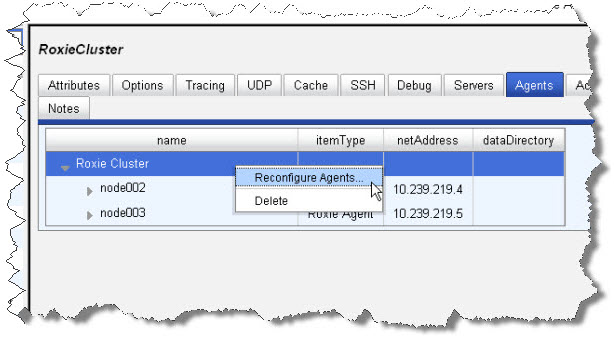 RoxieCluster
Attributes Options Tracing UDP Cache SSH Debug Servers Agents
Notes
name itemType netAddress dataDirectory
Roxie Cluster
Reconfigure Agents...
node002 10.239.219.4
Delete
node003 Roxie Agent 10.239.219.5